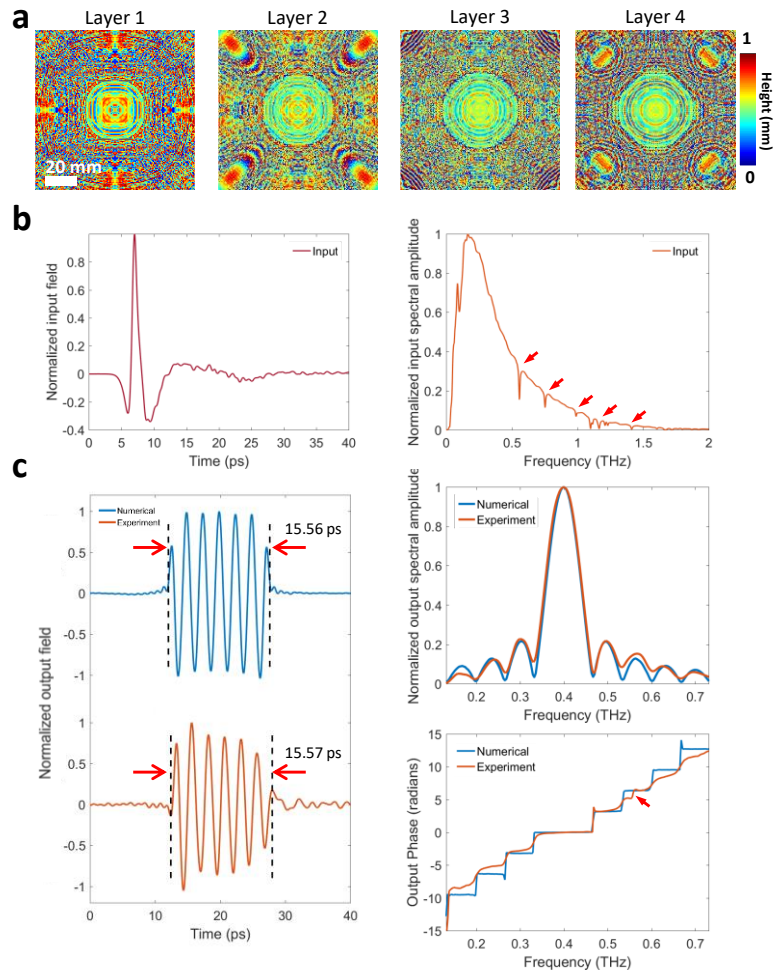 a
Layer 1
Layer 2
Layer 3
Layer 4
20 mm
1
Height (mm)
0
b
Normalized input field
0.8
0.6
0.4
0.2
0
-0.2
-0.4
0 5 10 15 20 25 30 35 40
Time (ps)
Input
Normalized input spectral amplitude
1
0.8
0.6
0.4
0.2
0
0 0.5 1 1.5 2
Frequency (THz)
Input
c
Normalized output field
Numerical
Experiment
1
0.5
0
-0.5
-1
15.56 ps
1
0.5
0
-0.5
-1
15.57 ps
0 10 20 30 40
Time (ps)
Normalized output spectral amplitude
1
0.8
0.6
0.4
0.2
0
Numerical
Experiment
0.2 0.3 0.4 0.5 0.6 0.7
Frequency (THz)
Output Phase (radians)
15
10
5
0
-5
-10
-15
Numerical
Experiment
0.2 0.3 0.4 0.5 0.6 0.7
Frequency (THz)